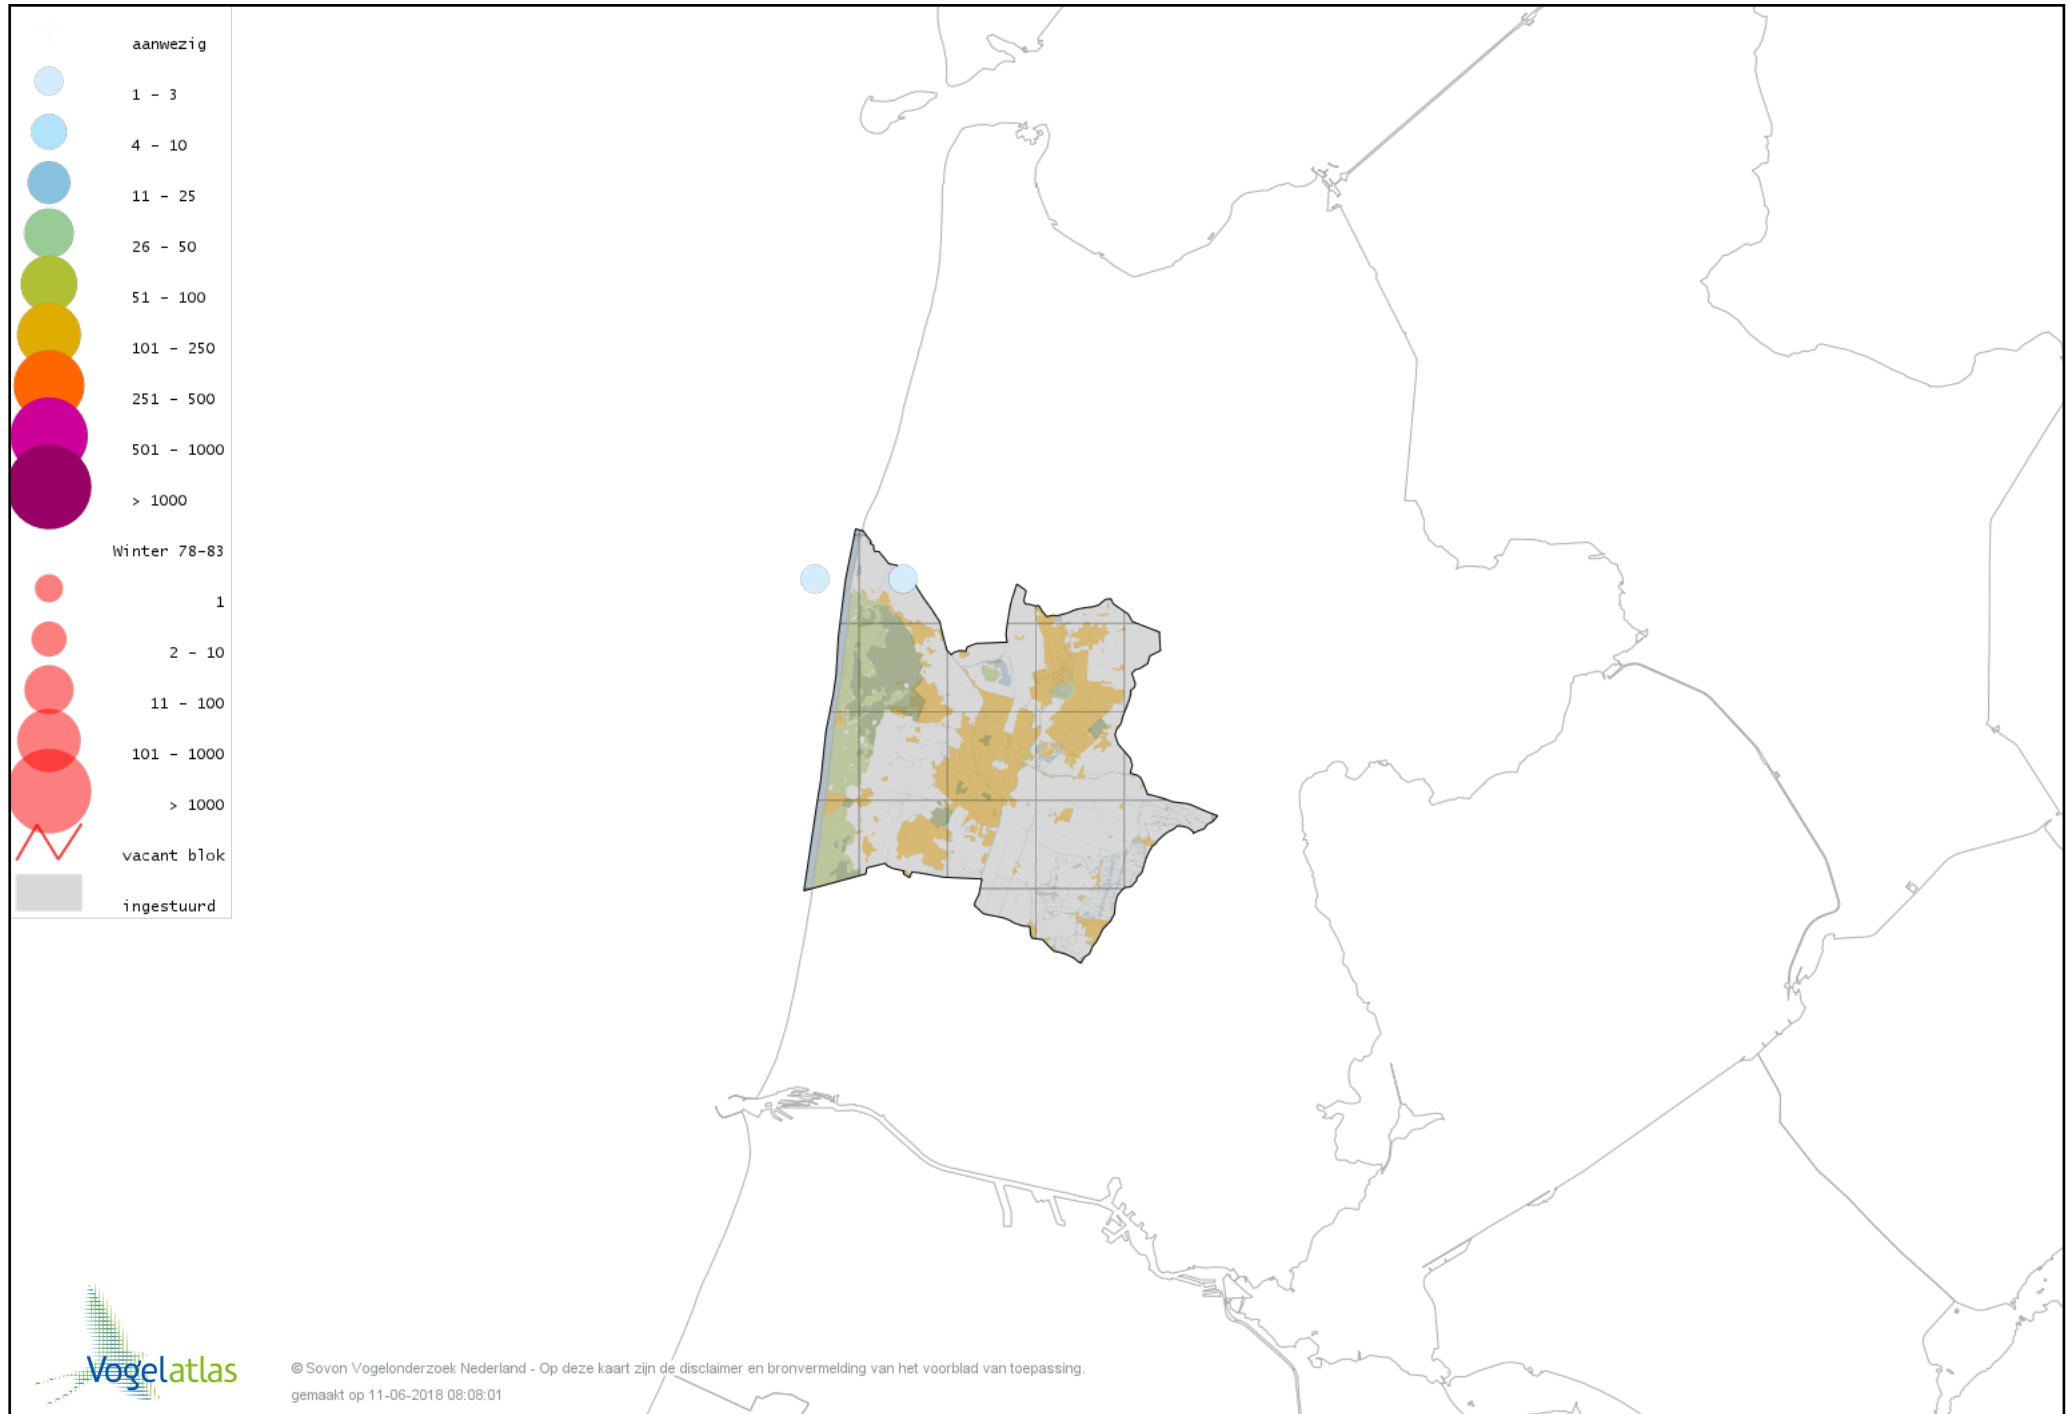 aanwezig
1 - 3
4 - 10
11 - 25
26 - 50
51 - 100
101 - 250
251 - 500
501 - 1000
> 1000
Winter 78-83
1
2 - 10
11 - 100
101 - 1000
> 1000
vacant blok
ingestuurd
Vogelatlas
© Sovon Vogelonderzoek Nederland - Op deze kaart zijn de disclaimer en bronvermelding van het voorblad van toepassing.
gemaakt op 11-06-2018 08:08:01